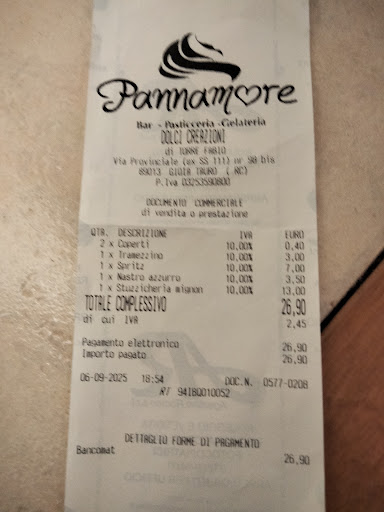 Pannamore
Bar - Pasticceria -Gelateria
DOLCI CREAZIONI
di TORRE FABIO
Via Provinciale (ex SS 111) nr 98 bis
89013 GIOIA TAURO (.RC)
P.Iva 03253590800
DOCUMENTO COMMERCIALE
di vendita o prestazione
QTA. DESCRIZIONE IVA EURO
2 x Coperti 10,00% 0,40
1 x Tramezzino 10,00% 3,00
1 x Spritz 10,00% 7,00
1 x Nastro azzurro 10,00% 3,50
1 x Stuzzicheria mignon 10,00% 13,00
TOTALE COMPLESSIVO 26,90
di cui IVA 2,45
Pagamento elettronico 26,90
Importo pagato 26,90
06-09-2025 18:54 DOC.N. 0577-0208
RT 94IBQ010052
DETTAGLIO FORME DI PAGAMENTO
Bancomat 26,90